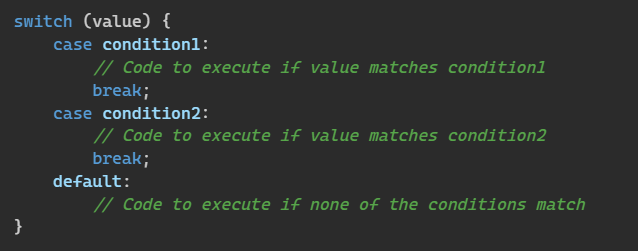 switch (value) {
    case condition1:
        // Code to execute if value matches condition1
        break;
    case condition2:
        // Code to execute if value matches condition2
        break;
    default:
        // Code to execute if none of the conditions match
}